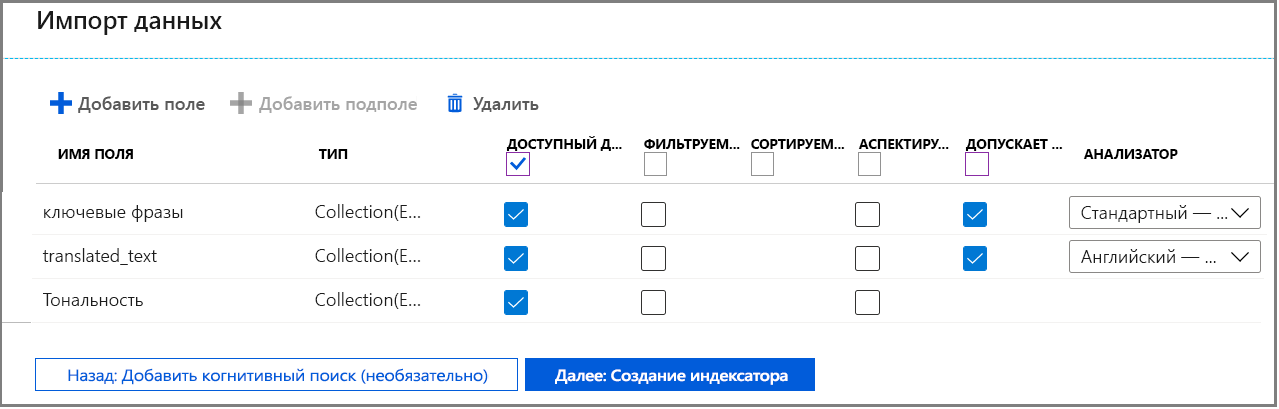 Импорт данных
Добавить поле Добавить подполе Удалить
ИМЯ ПОЛЯ ТИП ДОСТУПНЫЙ Д... ФИЛЬТРУЕМ... СОРТИРУЕМ... АСПЕКТИРУ... ДОПУСКАЕТ ... АНАЛИЗАТОР
ключевые фразы Collection(E... Стандартный — ...
translated_text Collection(E... Английский — ...
Тональность Collection(E...
Назад: Добавить когнитивный поиск (необязательно) Далее: Создание индексатора